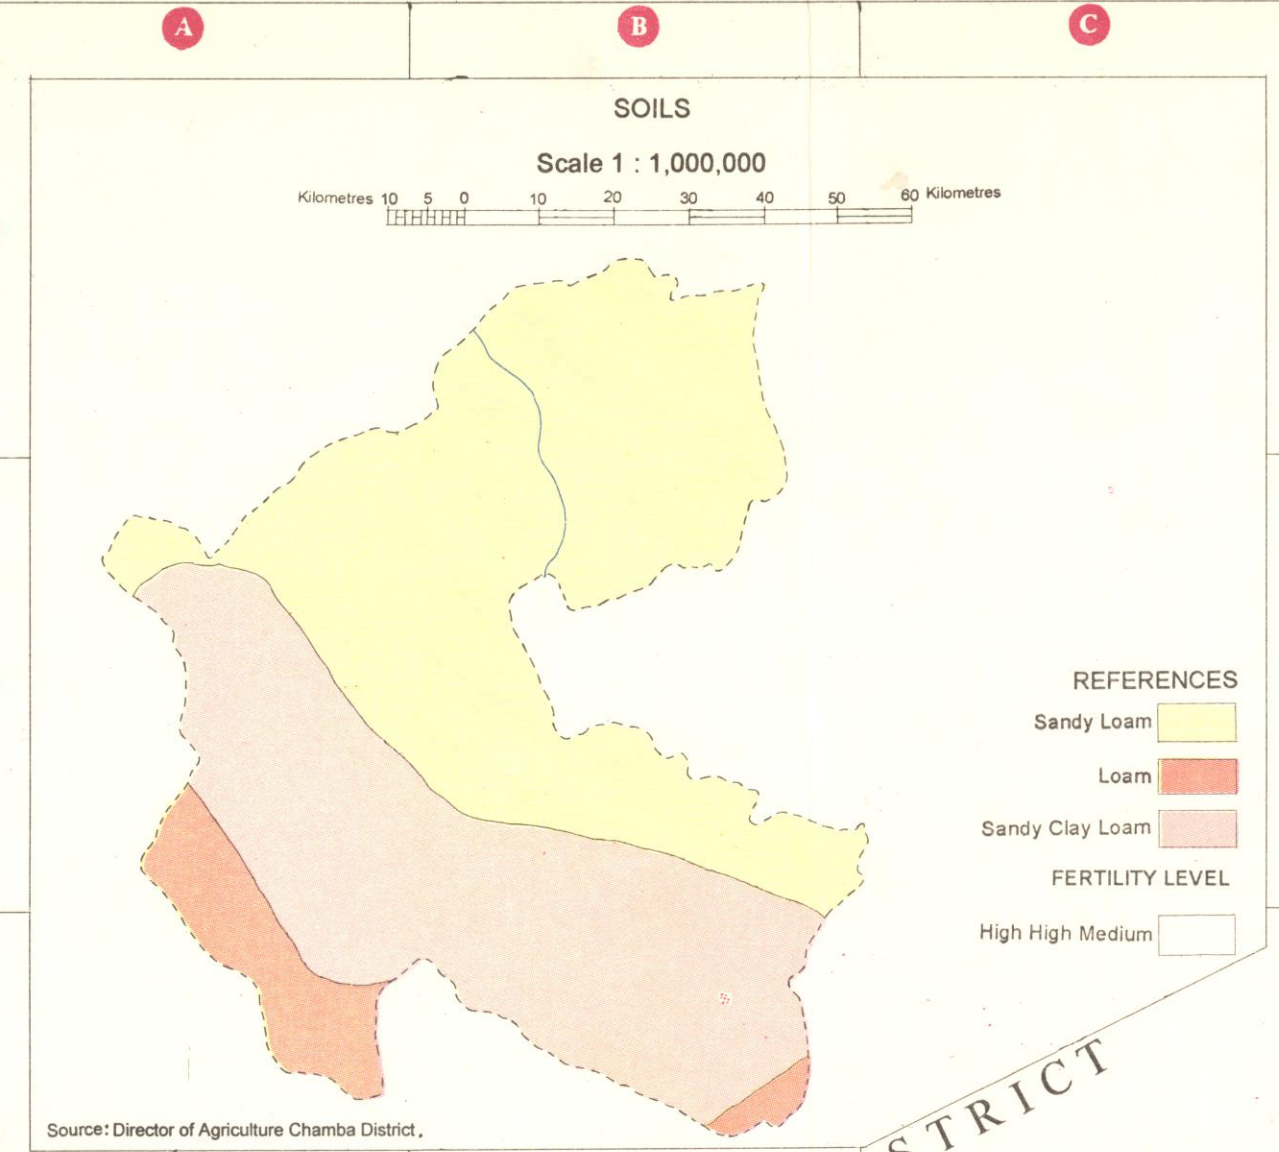 A B C
SOILS
Scale 1 : 1,000,000
Kilometres 10 5 0 10 20 30 40 50 60 Kilometres
REFERENCES
Sandy Loam
Loam
Sandy Clay Loam
FERTILITY LEVEL
High High Medium
STRICT
Source: Director of Agriculture Chamba District.